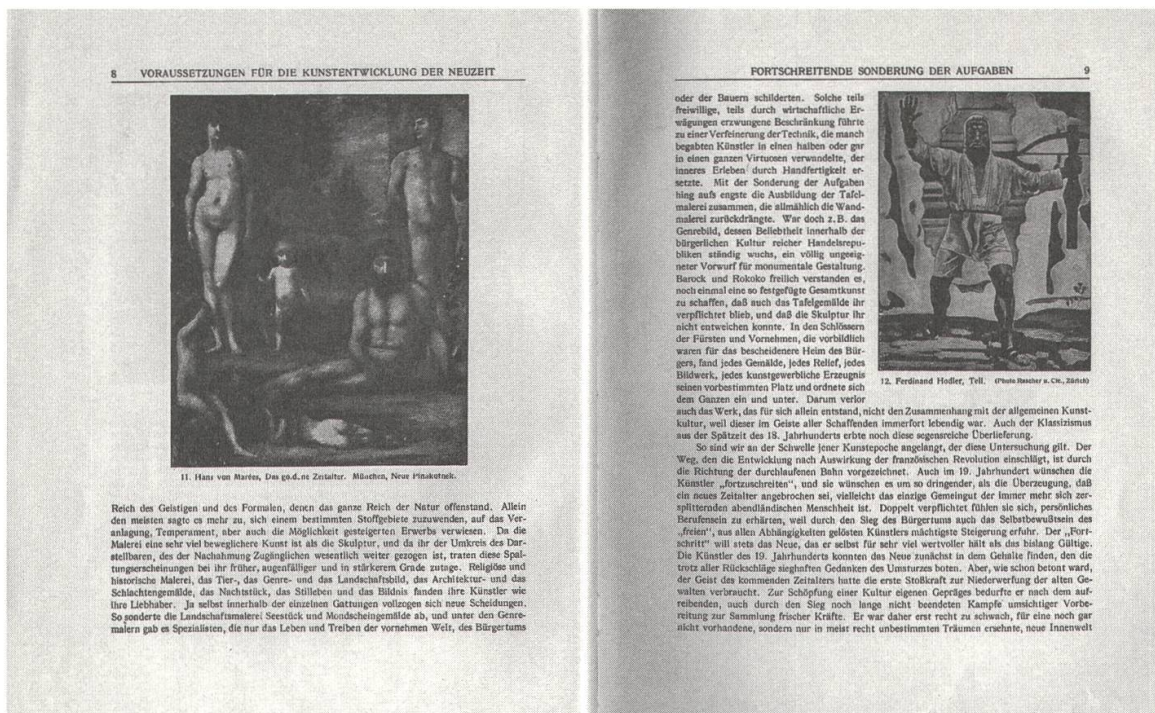 8 VORAUSSETZUNGEN FÜR DIE KUNSTENTWICKLUNG DER NEUZEIT
11. Hans von Marées, Das go.d.ne Zeitalter. München, Neue Pinakothek.
Reich des Geistigen und des Formalen, denen das ganze Reich der Natur offenstand. Allein
den meisten sagte es mehr zu, sich einem bestimmten Stoffgebiete zuzuwenden, auf das Ver-
anlagung, Temperament, aber auch die Möglichkeit gesteigerten Erwerbs verwiesen. Da die
Malerei eine sehr viel beweglichere Kunst ist als die Skulptur, und da ihr der Umkreis des Dar-
stellbaren, des der Nachahmung Zugänglichen wesentlich weiter gezogen ist, traten diese Spal-
tungserscheinungen bei ihr früher, augenfälliger und in stärkerem Grade zutage. Religiöse und
historische Malerei, das Tier-, das Genre- und das Landschaftsbild, das Architektur- und das
Schlachtengemälde, das Nachtstück, das Stilleben und das Bildnis fanden ihre Künstler wie
ihre Liebhaber. Ja selbst innerhalb der einzelnen Gattungen vollzogen sich neue Scheidungen.
So sonderte die Landschaftsmalerei Seestück und Mondscheingemälde ab, und unter den Genre-
malern gab es Spezialisten, die nur das Leben und Treiben der vornehmen Welt, des Bürgertums
FORTSCHREITENDE SONDERUNG DER AUFGABEN 9
oder der Bauern schilderten. Solche teils
freiwillige, teils durch wirtschaftliche Er-
wägungen erzwungene Beschränkung führte
zu einer Verfeinerung der Technik, die manch
begabten Künstler in einen halben oder gar
in einen ganzen Virtuosen verwandelte, der
inneres Erleben durch Handfertigkeit er-
setzte. Mit der Sonderung der Aufgaben
hing aufs engste die Ausbildung der Tafel-
malerei zusammen, die allmählich die Wand-
malerei zurückdrängte. War doch z. B. das
Genrebild, dessen Beliebtheit innerhalb der
bürgerlichen Kultur reicher Handelsrepu-
bliken ständig wuchs, ein völlig ungeeig-
neter Vorwurf für monumentale Gestaltung.
Barock und Rokoko freilich verstanden es,
noch einmal eine so festgefügte Gesamtkunst
zu schaffen, daß auch das Tafelgemälde ihr
verpflichtet blieb, und daß die Skulptur ihr
nicht entweichen konnte. In den Schlössern
der Fürsten und Vornehmen, die vorbildlich
waren für das bescheidenere Heim des Bür-
gers, fand jedes Gemälde, jedes Relief, jedes
Bildwerk, jedes kunstgewerbliche Erzeugnis
seinen vorbestimmten Platz und ordnete sich
dem Ganzen ein und unter. Darum verlor
12. Ferdinand Hodler, Tell. (Photo Rascher u. Cie., Zürich)
auch das Werk, das für sich allein entstand, nicht den Zusammenhang mit der allgemeinen Kunst-
kultur, weil dieser im Geiste aller Schaffenden immerfort lebendig war. Auch der Klassizismus
aus der Spätzeit des 18. Jahrhunderts erbte noch diese segensreiche Überlieferung.
So sind wir an der Schwelle jener Kunstepoche angelangt, der diese Untersuchung gilt. Der
Weg, den die Entwicklung nach Auswirkung der französischen Revolution einschlägt, ist durch
die Richtung der durchlaufenen Bahn vorgezeichnet. Auch im 19. Jahrhundert wünschen die
Künstler „fortzuschreiten“, und sie wünschen es um so dringender, als die Überzeugung, daß
ein neues Zeitalter angebrochen sei, vielleicht das einzige Gemeingut der immer mehr sich zer-
splitternden abendländischen Menschheit ist. Doppelt verpflichtet fühlen sie sich, persönliches
Berufensein zu erhärten, weil durch den Sieg des Bürgertums auch das Selbstbewußtsein des
„freien“, aus allen Abhängigkeiten gelösten Künstlers mächtigste Steigerung erfuhr. Der „Fort-
schritt“ will stets das Neue, das er selbst für sehr viel wertvoller hält als das bislang Gültige.
Die Künstler des 19. Jahrhunderts konnten das Neue zunächst in dem Gehalte finden, den die
trotz aller Rückschläge sieghaften Gedanken des Umsturzes boten. Aber, wie schon betont ward,
der Geist des kommenden Zeitalters hatte die erste Stoßkraft zur Niederwerfung der alten Ge-
walten verbraucht. Zur Schöpfung einer Kultur eigenen Gepräges bedurfte er nach dem auf-
reibenden, auch durch den Sieg noch lange nicht beendeten Kampfe umsichtiger Vorbe-
reitung zur Sammlung frischer Kräfte. Er war daher erst recht zu schwach, für eine noch gar
nicht vorhandene, sondern nur in meist recht unbestimmten Träumen ersehnte, neue Innenwelt